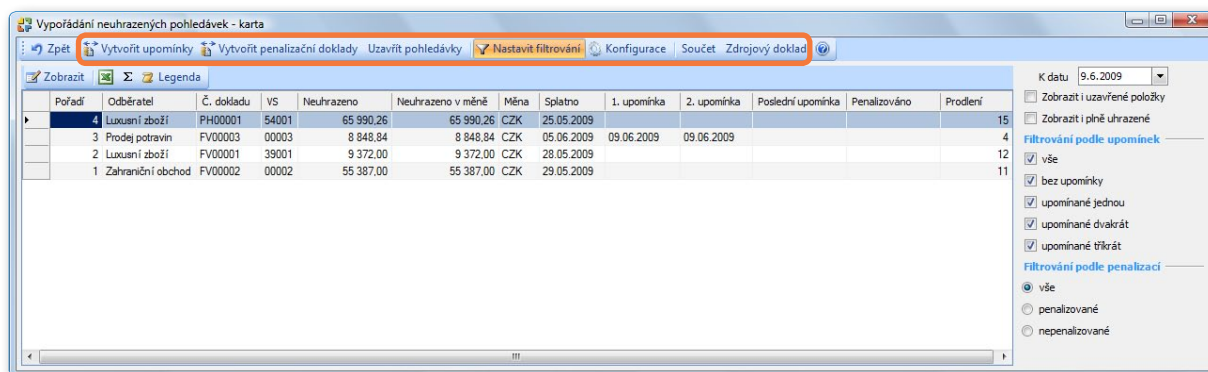 Vypořádání neuhrazených pohledávek - karta
Zpět Vytvořit upomínky Vytvořit penalizační doklady Uzavřít pohledávky Nastavit filtrování Konfigurace Součet Zdrojový doklad
Zobrazit Σ Legenda
K datu 9.6.2009
Zobrazit i uzavřené položky
Zobrazit i plně uhrazené
Filtrování podle upomínek
vše
bez upomínky
upomínané jednou
upomínané dvakrát
upomínané tříkrát
Filtrování podle penalizací
vše
penalizované
nepenalizované
Pořadí Odběratel Č. dokladu VS Neuhrazeno Neuhrazeno v měně Měna Splatno 1. upomínka 2. upomínka Poslední upomínka Penalizováno Prodlení
4 Luxusní zboží PH00001 54001 65 990,26 65 990,26 CZK 25.05.2009 15
3 Prodej potravin FV00003 00003 8 848,84 8 848,84 CZK 05.06.2009 09.06.2009 09.06.2009 4
2 Luxusní zboží FV00001 39001 9 372,00 9 372,00 CZK 28.05.2009 12
1 Zahraniční obchod FV00002 00002 55 387,00 55 387,00 CZK 29.05.2009 11